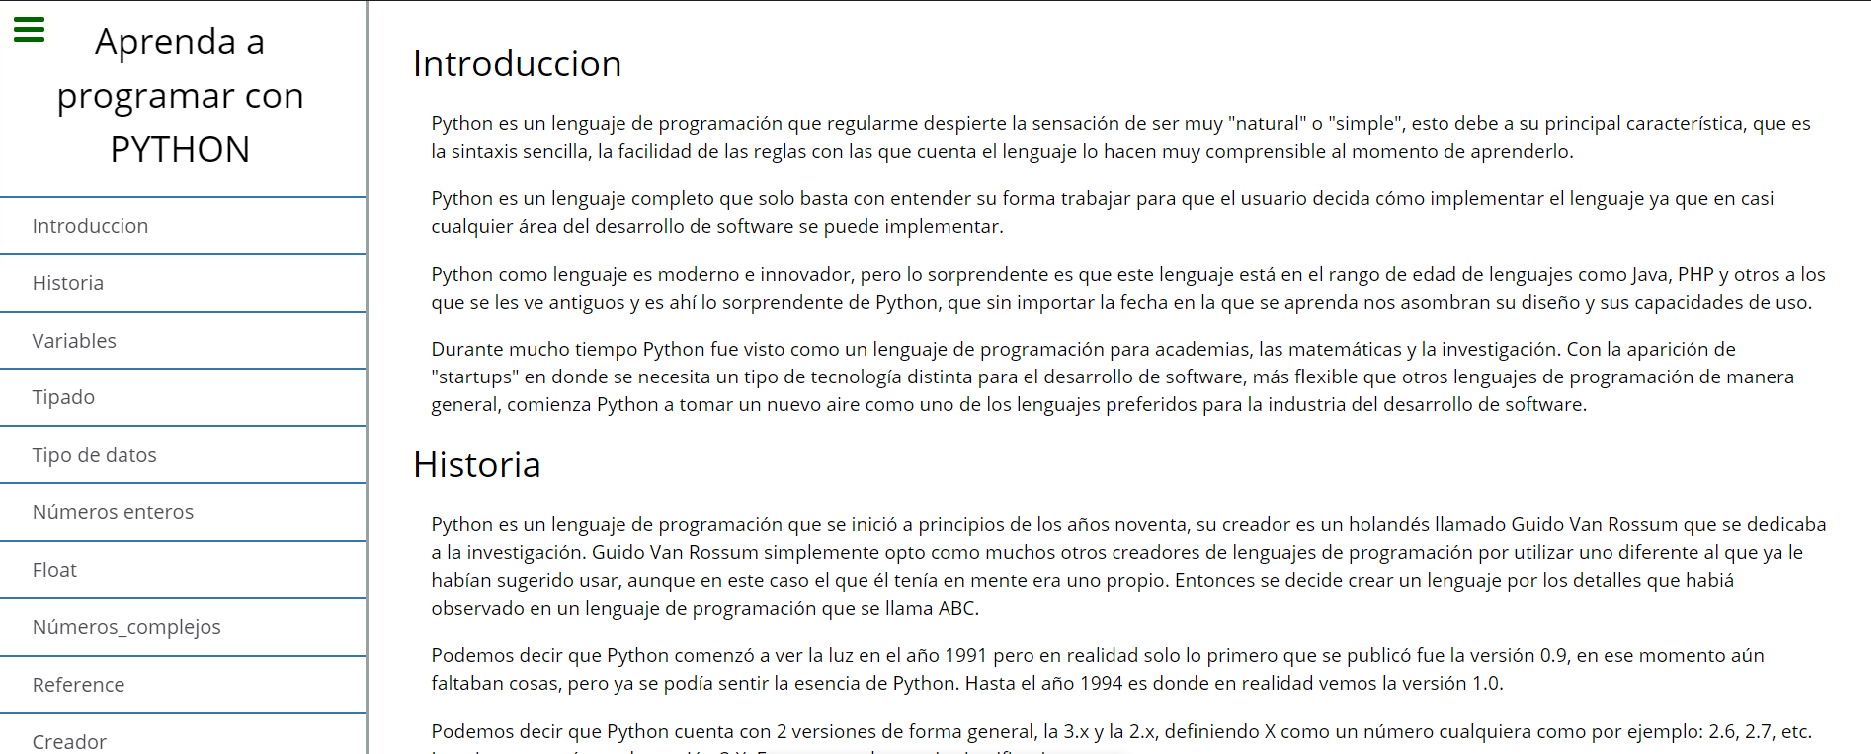 Aprenda a
programar con
PYTHON
Introduccion
Historia
Variables
Tipado
Tipo de datos
Números enteros
Float
Números_complejos
Reference
Creador
Introduccion
Python es un lenguaje de programación que regularme despierte la sensación de ser muy "natural" o "simple", esto debe a su principal característica, que es
la sintaxis sencilla, la facilidad de las reglas con las que cuenta el lenguaje lo hacen muy comprensible al momento de aprenderlo.
Python es un lenguaje completo que solo basta con entender su forma trabajar para que el usuario decida cómo implementar el lenguaje ya que en casi
cualquier área del desarrollo de software se puede implementar.
Python como lenguaje es moderno e innovador, pero lo sorprendente es que este lenguaje está en el rango de edad de lenguajes como Java, PHP y otros a los
que se les ve antiguos y es ahí lo sorprendente de Python, que sin importar la fecha en la que se aprenda nos asombran su diseño y sus capacidades de uso.
Durante mucho tiempo Python fue visto como un lenguaje de programación para academias, las matemáticas y la investigación. Con la aparición de
"startups" en donde se necesita un tipo de tecnología distinta para el desarrollo de software, más flexible que otros lenguajes de programación de manera
general, comienza Python a tomar un nuevo aire como uno de los lenguajes preferidos para la industria del desarrollo de software.
Historia
Python es un lenguaje de programación que se inició a principios de los años noventa, su creador es un holandés llamado Guido Van Rossum que se dedicaba
a la investigación. Guido Van Rossum simplemente opto como muchos otros creadores de lenguajes de programación por utilizar uno diferente al que ya le
habían sugerido usar, aunque en este caso el que él tenía en mente era uno propio. Entonces se decide crear un lenguaje por los detalles que habiá
observado en un lenguaje de programación que se llama ABC.
Podemos decir que Python comenzó a ver la luz en el año 1991 pero en realidad solo lo primero que se publicó fue la versión 0.9, en ese momento aún
faltaban cosas, pero ya se podía sentir la esencia de Python. Hasta el año 1994 es donde en realidad vemos la versión 1.0.
Podemos decir que Python cuenta con 2 versiones de forma general, la 3.x y la 2.x, definiendo X como un número cualquiera como por ejemplo: 2.6, 2.7, etc.